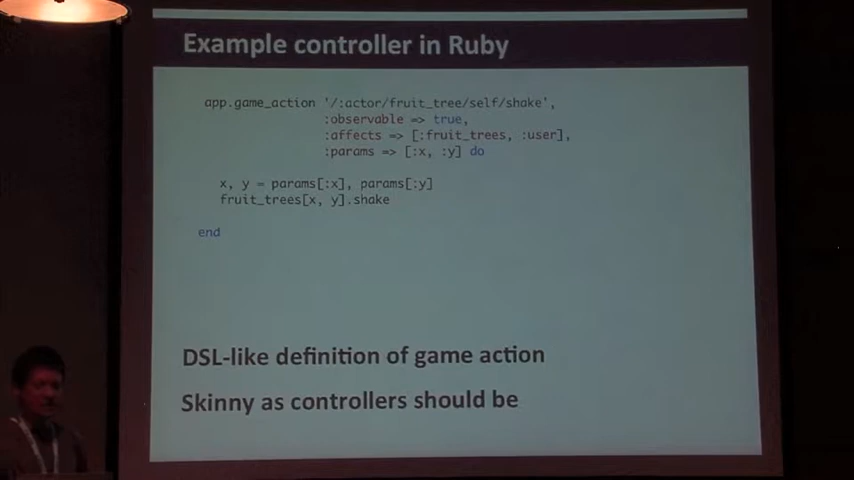 Example controller in Ruby
app.game_action '/:actor/fruit_tree/self/shake',
:observable => true,
:affects => [:fruit_trees, :user],
:params => [:x, :y] do
x, y = params[:x], params[:y]
fruit_trees[x, y].shake
end
DSL-like definition of game action
Skinny as controllers should be